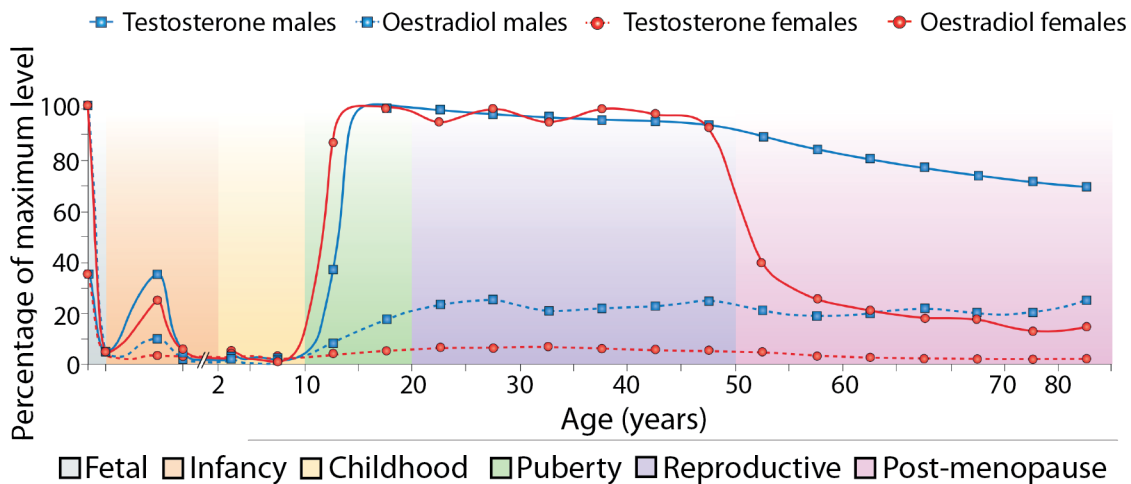 Testosterone males Oestradiol males Testosterone females Oestradiol females
Percentage of maximum level
100
80
60
40
20
0
2 10 20 30 40 50 60 70 80
Age (years)
Fetal Infancy Childhood Puberty Reproductive Post-menopause